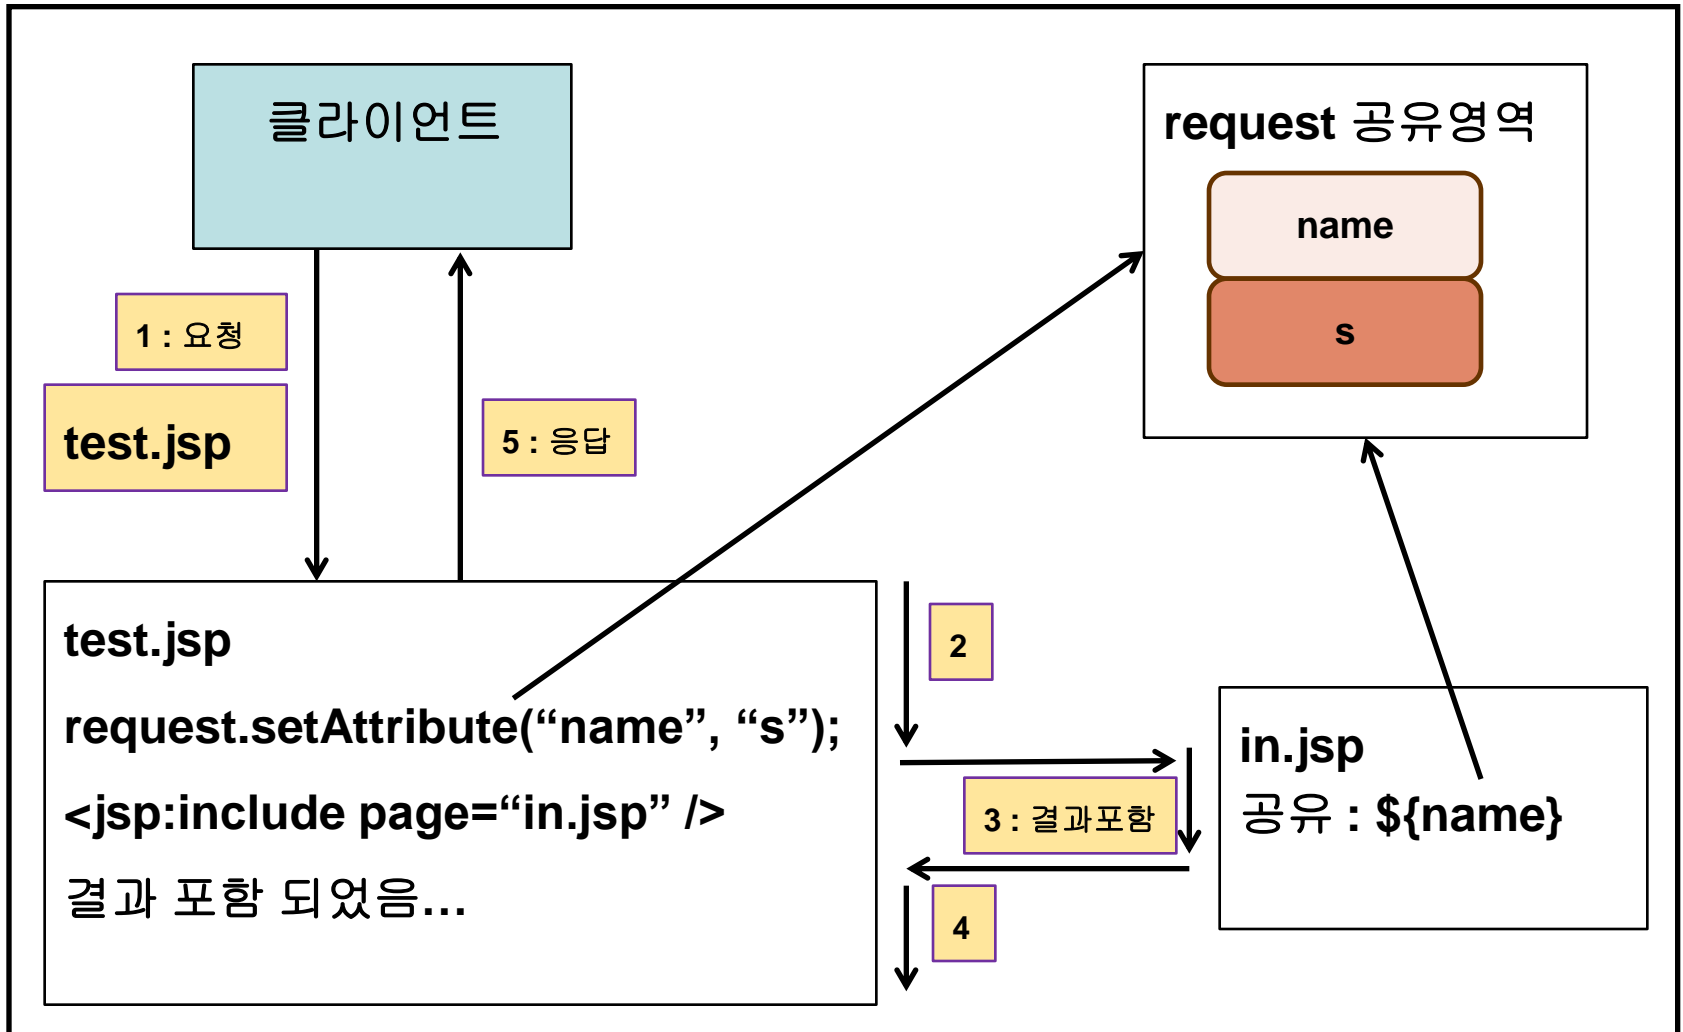 클라이언트
request 공유영역
name
s
1 : 요청
test.jsp
5 : 응답
test.jsp
request.setAttribute(“name”, “s”);
<jsp:include page=“in.jsp” />
결과 포함 되었음…
2
3 : 결과포함
4
in.jsp
공유 : ${name}